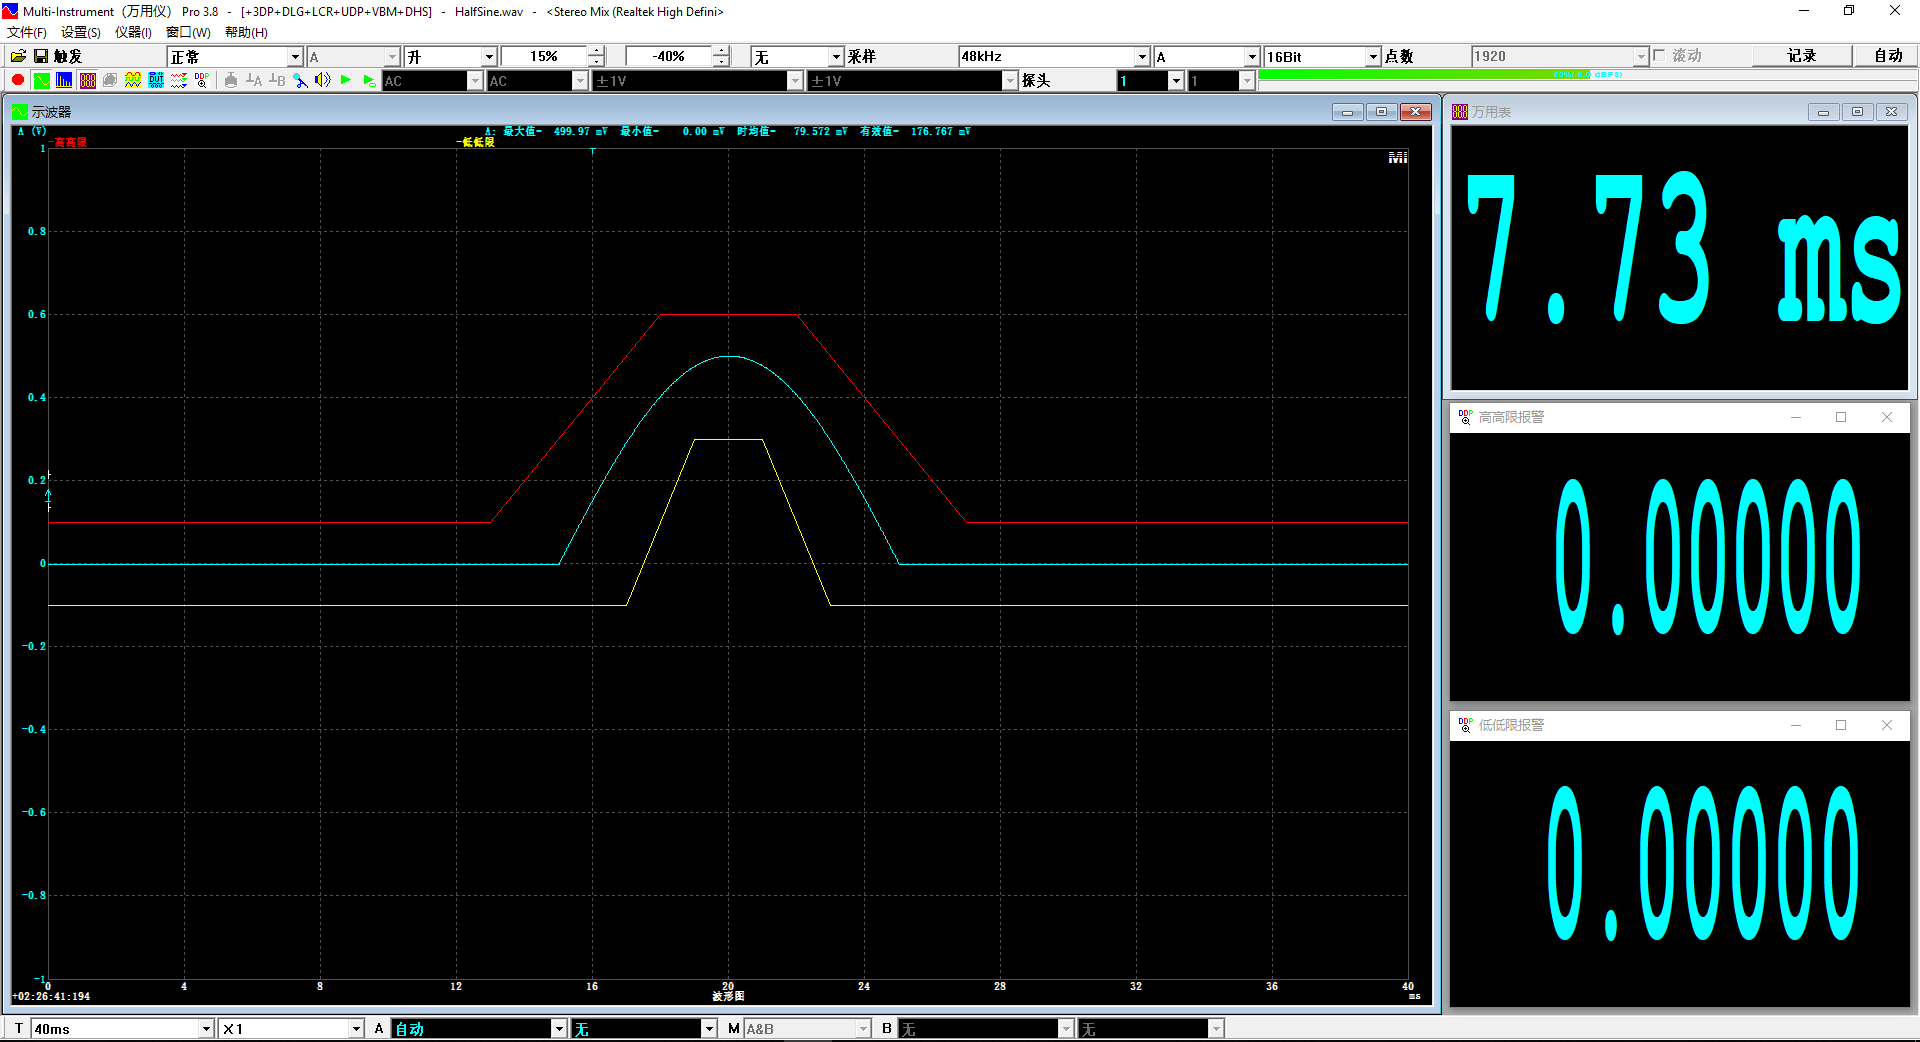 Multi-Instrument (万用仪) Pro 3.8 - [+3DP+DLG+LCR+UDP+VBM+DHS] - HalfSine.wav - <Stereo Mix (Realtek High Defini>
文件(F) 设置(S) 仪器(I) 窗口(W) 帮助(H)
触发 正常 A 升 15% -40% 无 采样 48kHz A 16Bit 点数 1920 滚动 记录 自动
AC AC ±1V ±1V 探头 1 1
示波器
A (V) A: 最大值= 499.97 mV 最小值= 0.00 mV 时均值= 79.572 mV 有效值= 176.767 mV
-高高限 -低低限
MI
1
0.8
0.6
0.4
0.2
0
-0.2
-0.4
-0.6
-0.8
-1
0 4 8 12 16 20 24 28 32 36 40
+02:26:41:194 波形图 ms
万用表
7.73 ms
DDP 高高限报警
0.00000
DDP 低低限报警
0.00000
T 40ms X1 A 自动 无 M A&B B 无 无